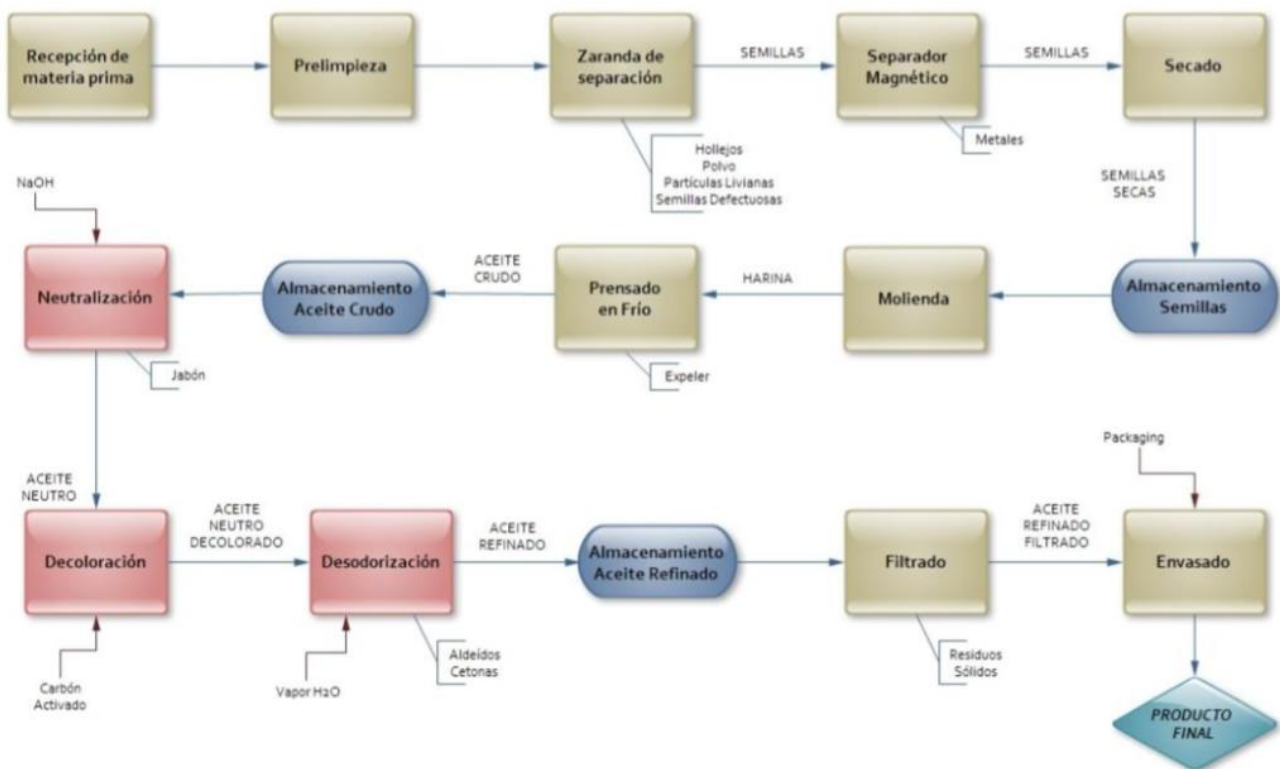 Recepción de
materia prima
Prelimpieza
Zaranda de
separación
SEMILLAS
Separador
Magnético
SEMILLAS
Secado
Hollejos
Polvo
Partículas Livianas
Semillas Defectuosas
Metales
SEMILLAS
SECAS
NaOH
Neutralización
Jabón
Almacenamiento
Aceite Crudo
ACEITE
CRUDO
Prensado
en Frío
Expeler
HARINA
Molienda
Almacenamiento
Semillas
ACEITE
NEUTRO
Decoloración
Carbón
Activado
ACEITE
NEUTRO
DECOLORADO
Desodorización
Vapor H2O
Aldeídos
Cetonas
ACEITE
REFINADO
Almacenamiento
Aceite Refinado
Filtrado
Residuos
Sólidos
ACEITE
REFINADO
FILTRADO
Packaging
Envasado
PRODUCTO
FINAL